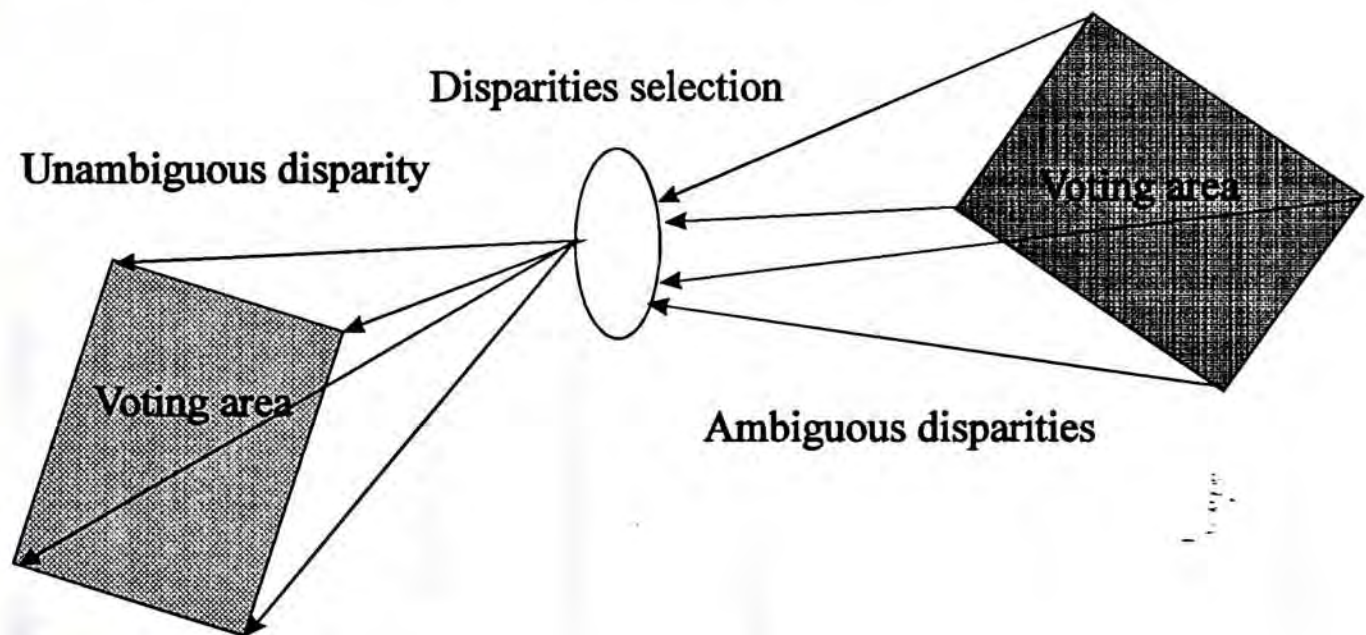 Disparities selection
Unambiguous disparity
Voting area
Voting area
Ambiguous disparities